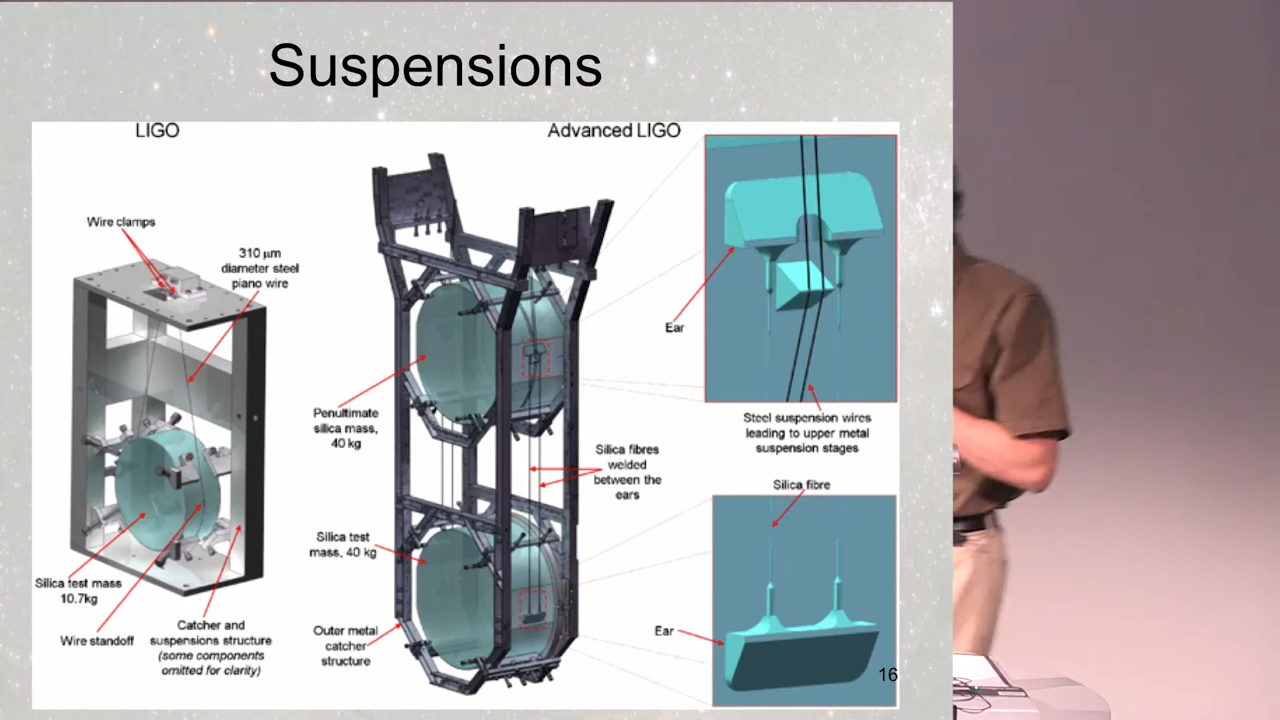 Suspensions
LIGO
Advanced LIGO
Wire clamps
310 μm
diameter steel
piano wire
Silica test mass
10.7kg
Wire standoff
Catcher and
suspensions structure
(some components
omitted for clarity)
Penultimate
silica mass,
40 kg
Silica test
mass, 40 kg
Outer metal
catcher
structure
Silica fibres
welded
between the
ears
Ear
Steel suspension wires
leading to upper metal
suspension stages
Silica fibre
Ear
16